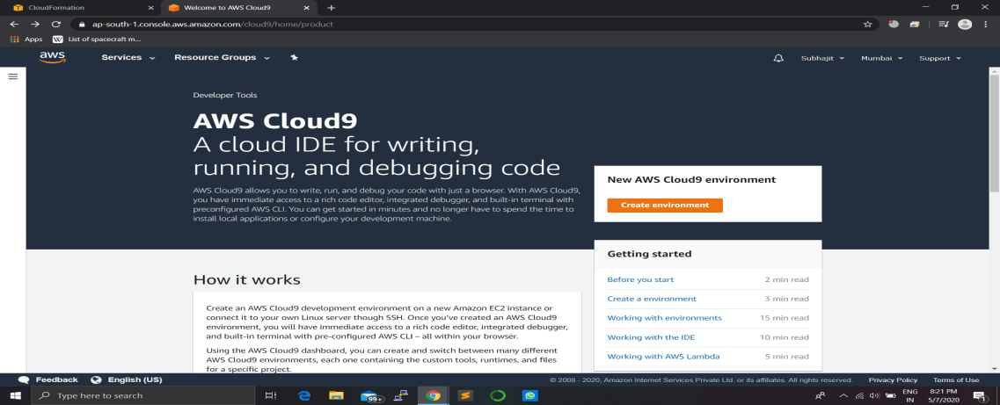 CloudFormation
Welcome to AWS Cloud9
ap-south-1.console.aws.amazon.com/cloud9/home/product
Apps
W List of spacecraft m...
aws Services Resource Groups Subhajit Mumbai Support
Developer Tools
AWS Cloud9
A cloud IDE for writing,
running, and debugging code
AWS Cloud9 allows you to write, run, and debug your code with just a browser. With AWS Cloud9,
you have immediate access to a rich code editor, integrated debugger, and built-in terminal with
preconfigured AWS CLI. You can get started in minutes and no longer have to spend the time to
install local applications or configure your development machine.
New AWS Cloud9 environment
Create environment
Getting started
Before you start 2 min read
Create a environment 3 min read
Working with environments 15 min read
Working with the IDE 10 min read
Working with AWS Lambda 5 min read
How it works
Create an AWS Cloud9 development environment on a new Amazon EC2 instance or
connect it to your own Linux server though SSH. Once you've created an AWS Cloud9
environment, you will have immediate access to a rich code editor, integrated debugger,
and built-in terminal with pre-configured AWS CLI – all within your browser.
Using the AWS Cloud9 dashboard, you can create and switch between many different
AWS Cloud9 environments, each one containing the custom tools, runtimes, and files
for a specific project.
Feedback English (US) © 2008 - 2020, Amazon Internet Services Private Ltd. or its affiliates. All rights reserved. Privacy Policy Terms of Use
Type here to search
99+
ENG
IN
8:21 PM
5/7/2020
1